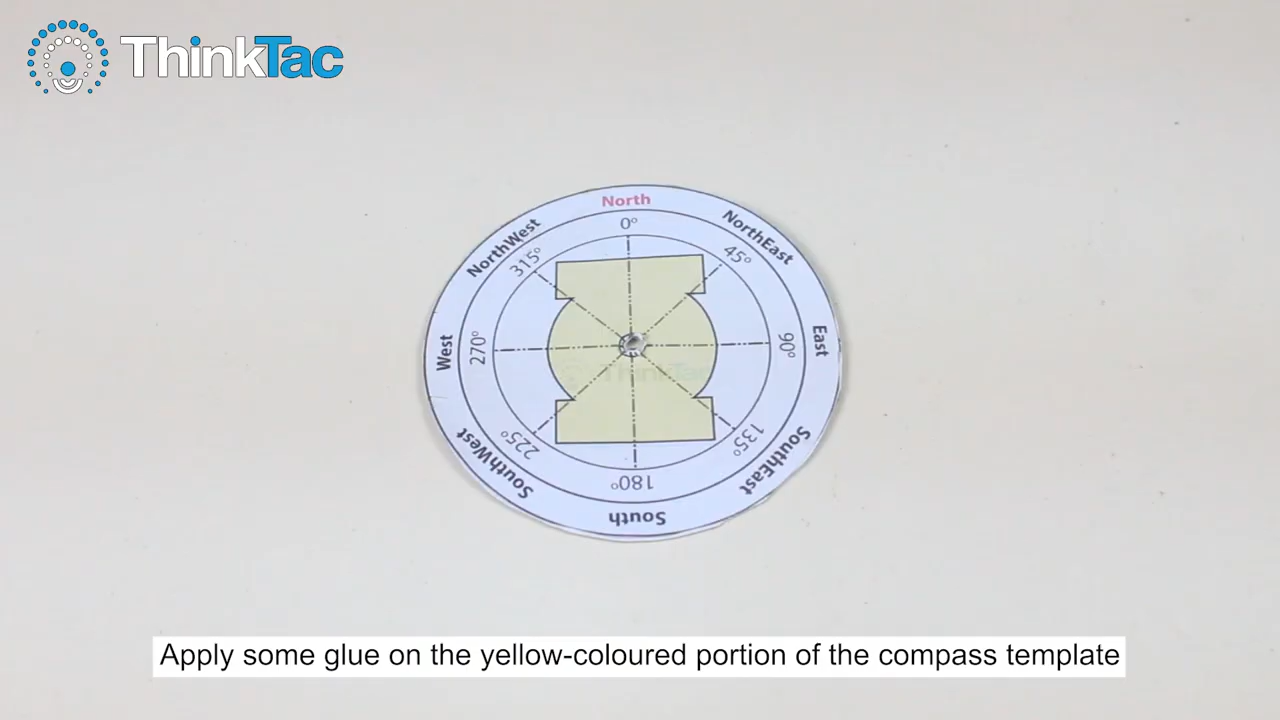 ThinkTac
North
0°
NorthWest
NorthEast
315°
45°
West
270°
90°
East
ThinkTac
225°
135°
SouthWest
SouthEast
180°
South
Apply some glue on the yellow-coloured portion of the compass template